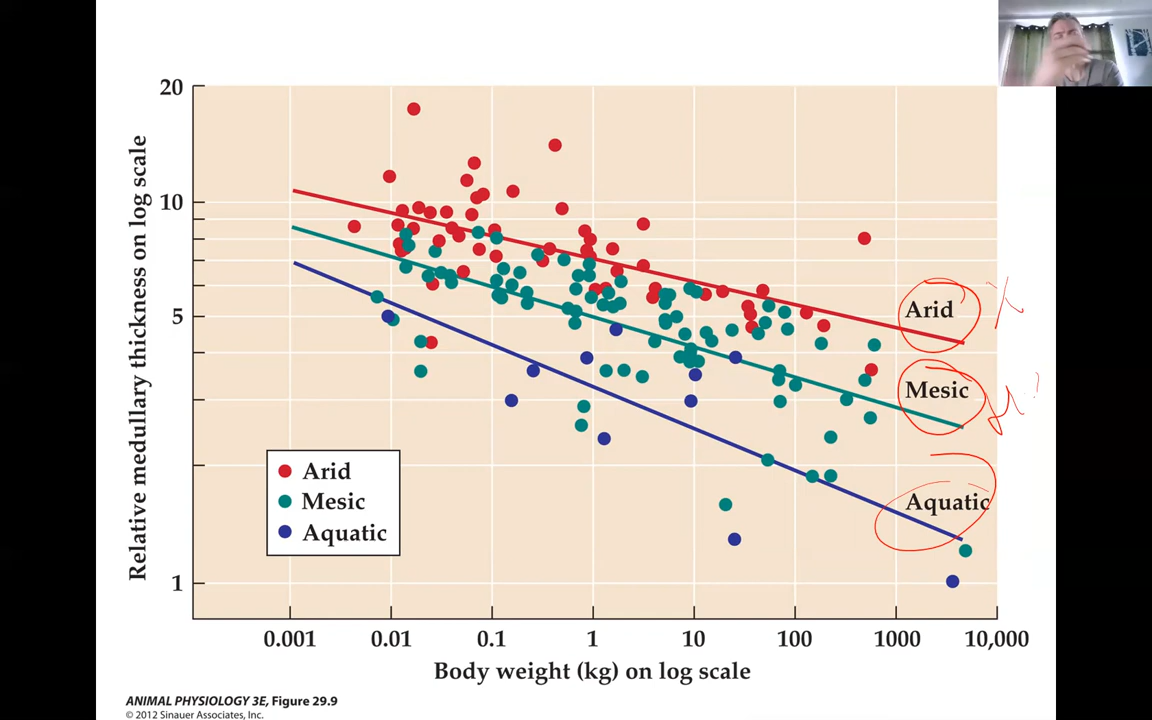 20
10
5
1
Relative medullary thickness on log scale
Arid
Mesic
Aquatic
Arid
Mesic
Aquatic
0.001 0.01 0.1 1 10 100 1000 10,000
Body weight (kg) on log scale
ANIMAL PHYSIOLOGY 3E, Figure 29.9
© 2012 Sinauer Associates, Inc.